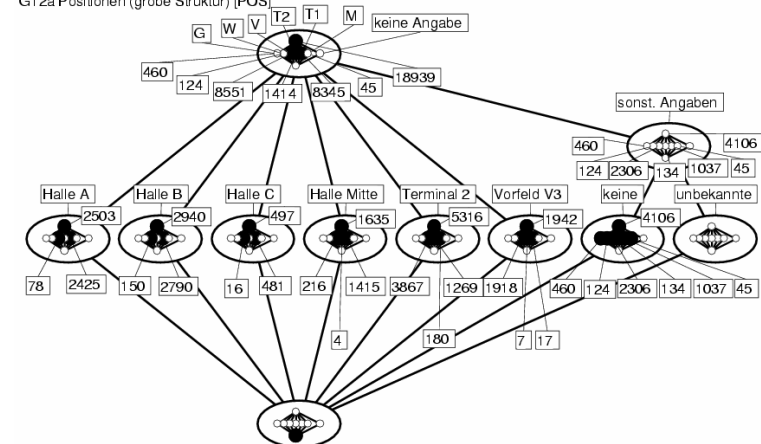 G12a Positionen (grobe Struktur) [POS]
G W V T2 T1 M keine Angabe
460 124 8551 1414 8345 45 18939
sonst. Angaben
460 4106
124 2306 134 1037 45
Halle A Halle B Halle C Halle Mitte Terminal 2 Vorfeld V3 keine unbekannte
2503 2940 497 1635 5316 1942 4106
78 2425 150 2790 16 481 216 1415 3867 1269 1918 460 124 2306 134 1037 45
4 180 7 17